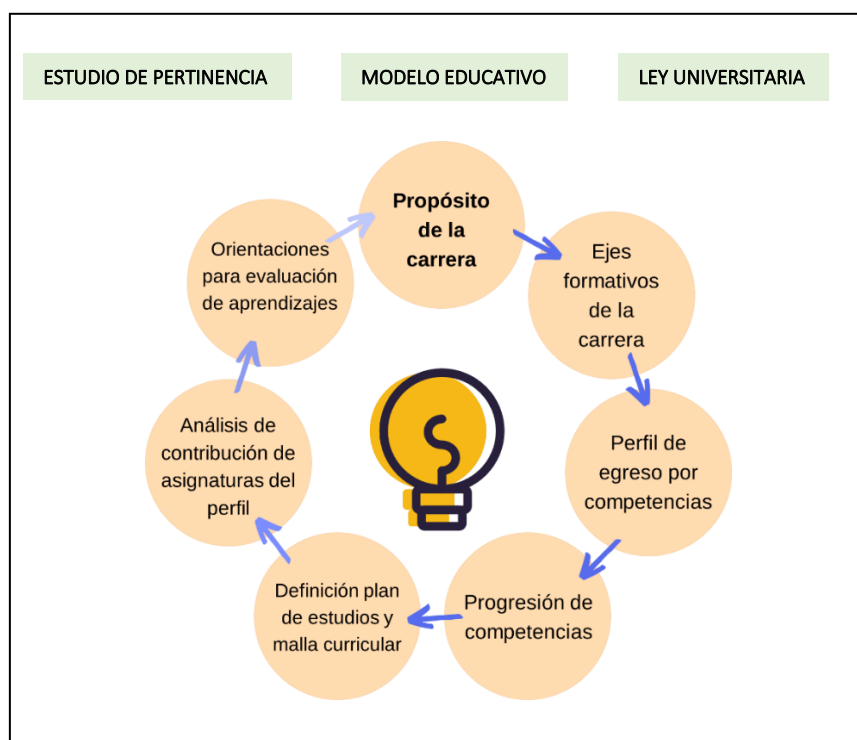 ESTUDIO DE PERTINENCIA
MODELO EDUCATIVO
LEY UNIVERSITARIA
Propósito
de la
carrera
Ejes
formativos
de la
carrera
Perfil de
egreso por
competencias
Progresión de
competencias
Definición plan
de estudios y
malla curricular
Análisis de
contribución de
asignaturas del
perfil
Orientaciones
para evaluación
de aprendizajes